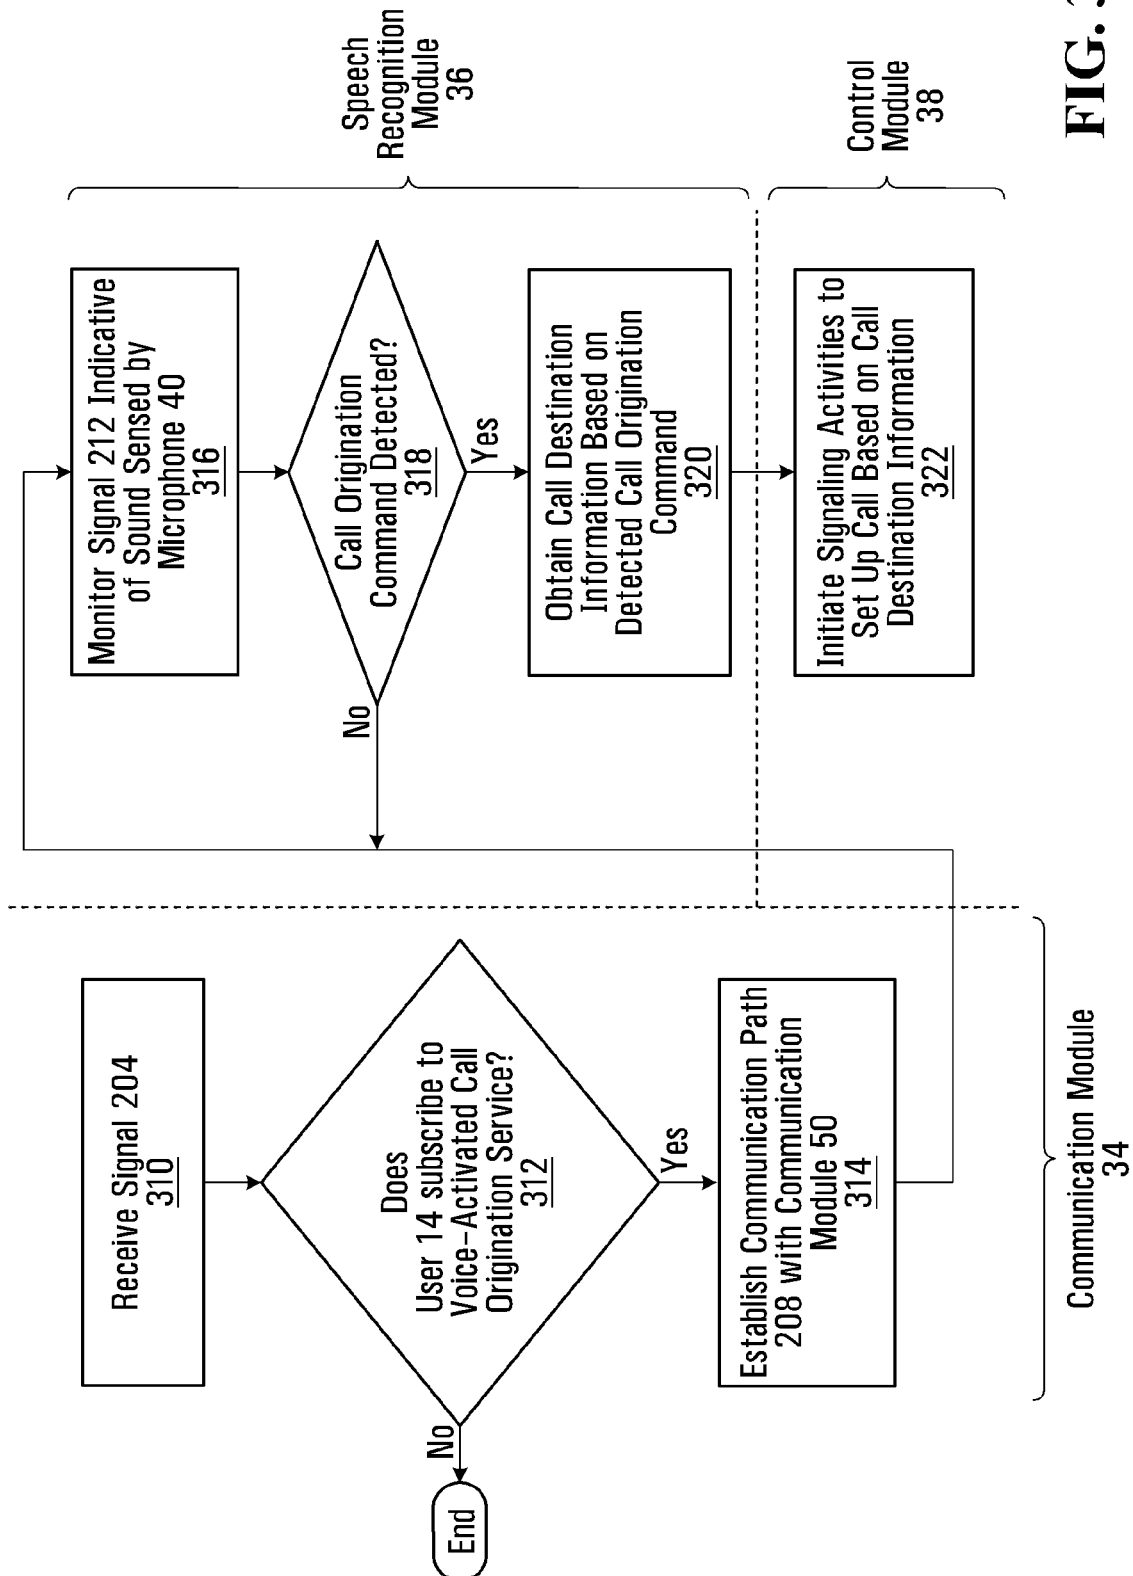 Receive Signal 204
310
Does
User 14 subscribe to
Voice-Activated Call
Origination Service?
312
No
End
Yes
Establish Communication Path
208 with Communication
Module 50
314
Communication Module
34
Monitor Signal 212 Indicative
of Sound Sensed by
Microphone 40
316
Call Origination
Command Detected?
318
No
Yes
Obtain Call Destination
Information Based on
Detected Call Origination
Command
320
Speech
Recognition
Module
36
Initiate Signaling Activities to
Set Up Call Based on Call
Destination Information
322
Control
Module
38
FIG.